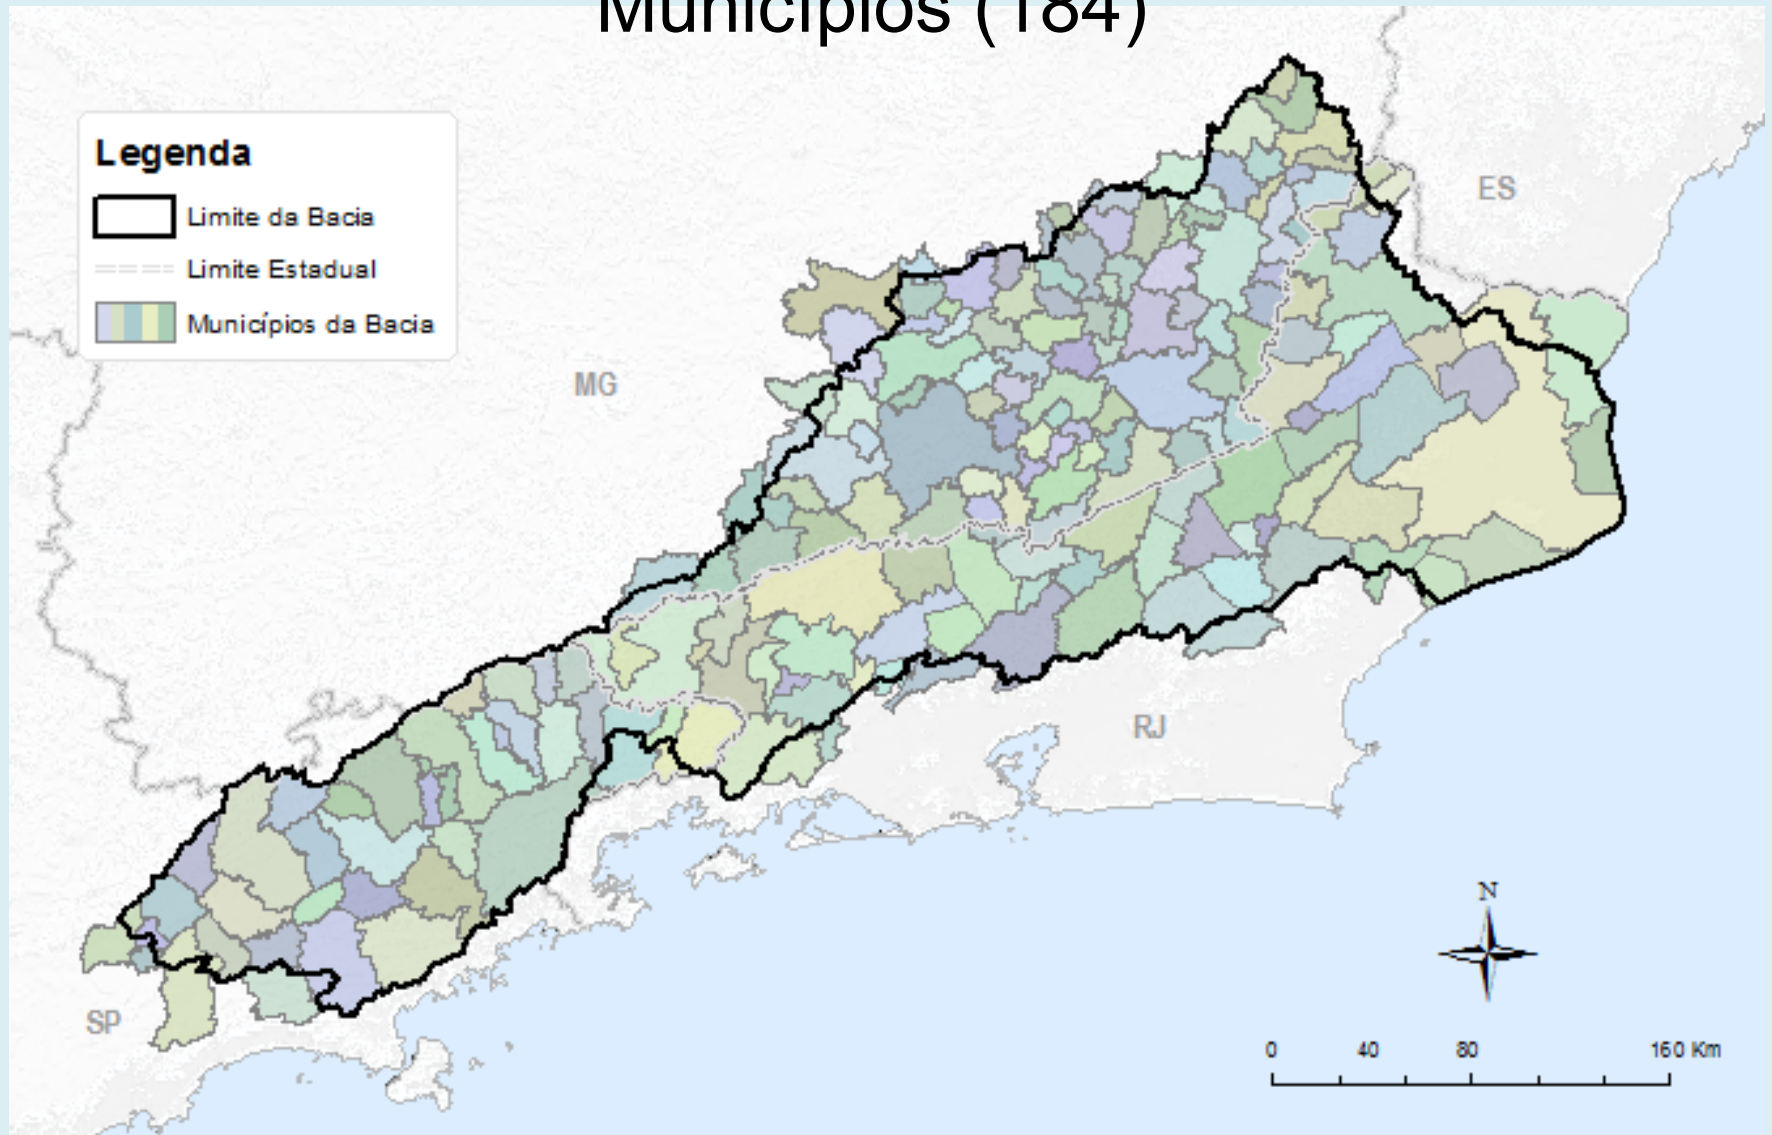 Municípios (184)
Legenda
Limite da Bacia
Limite Estadual
Municípios da Bacia
ES
MG
RJ
SP
N
0 40 80 160 Km